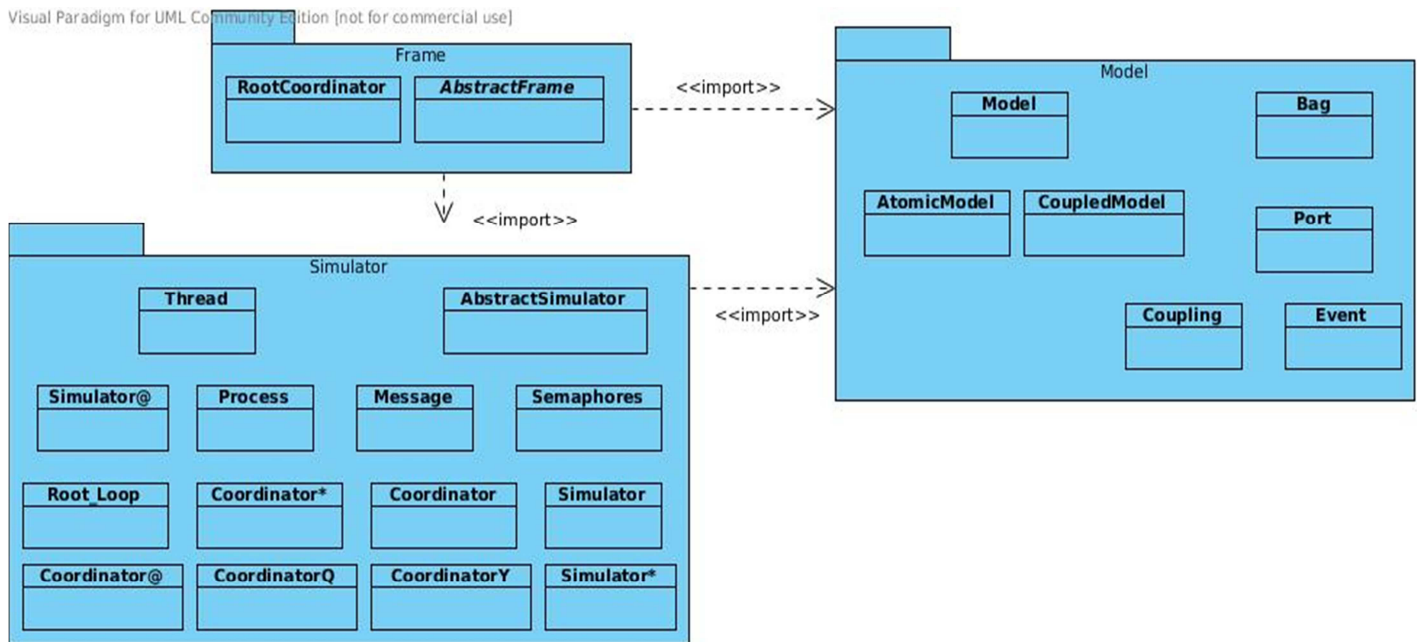 Visual Paradigm for UML Community Edition [not for commercial use]
Frame
RootCoordinator
AbstractFrame
<<import>>
<<import>>
Model
Model
Bag
AtomicModel
CoupledModel
Port
Coupling
Event
Simulator
Thread
AbstractSimulator
<<import>>
Simulator@
Process
Message
Semaphores
Root_Loop
Coordinator*
Coordinator
Simulator
Coordinator@
CoordinatorQ
CoordinatorY
Simulator*